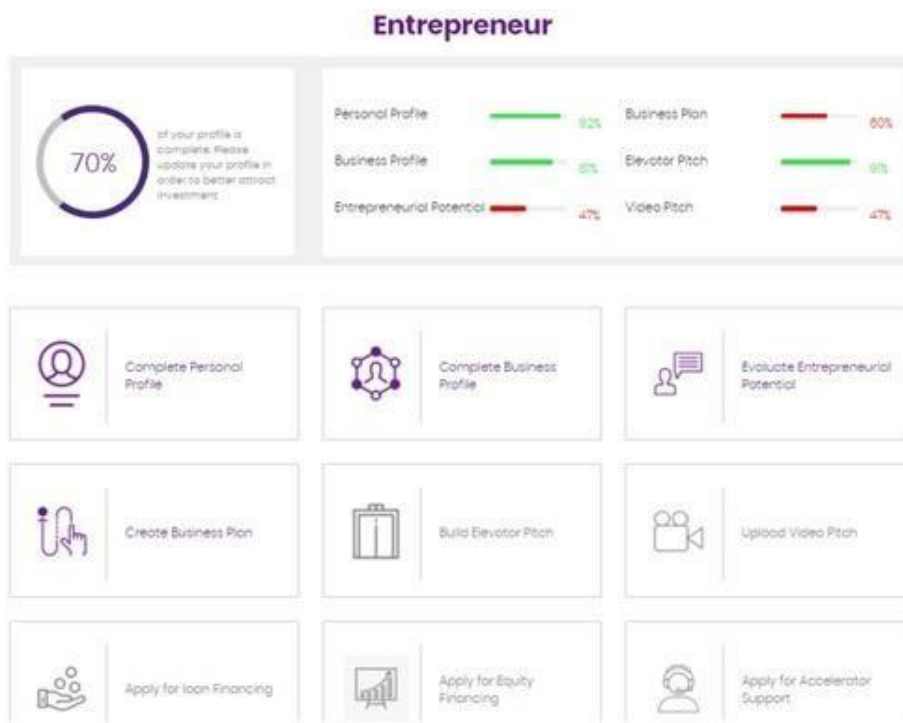 Entrepreneur
70%
of your profile is
complete. Please
update your profile in
order to better attract
investment
Personal Profile
92%
Business Plan
60%
Business Profile
Elevator Pitch
Entrepreneurial Potential
47%
Video Pitch
47%
Complete Personal
Profile
Complete Business
Profile
Evaluate Entrepreneurial
Potential
Create Business Plan
Build Elevator Pitch
Upload Video Pitch
Apply for loan Financing
Apply for Equity
Financing
Apply for Accelerator
Support